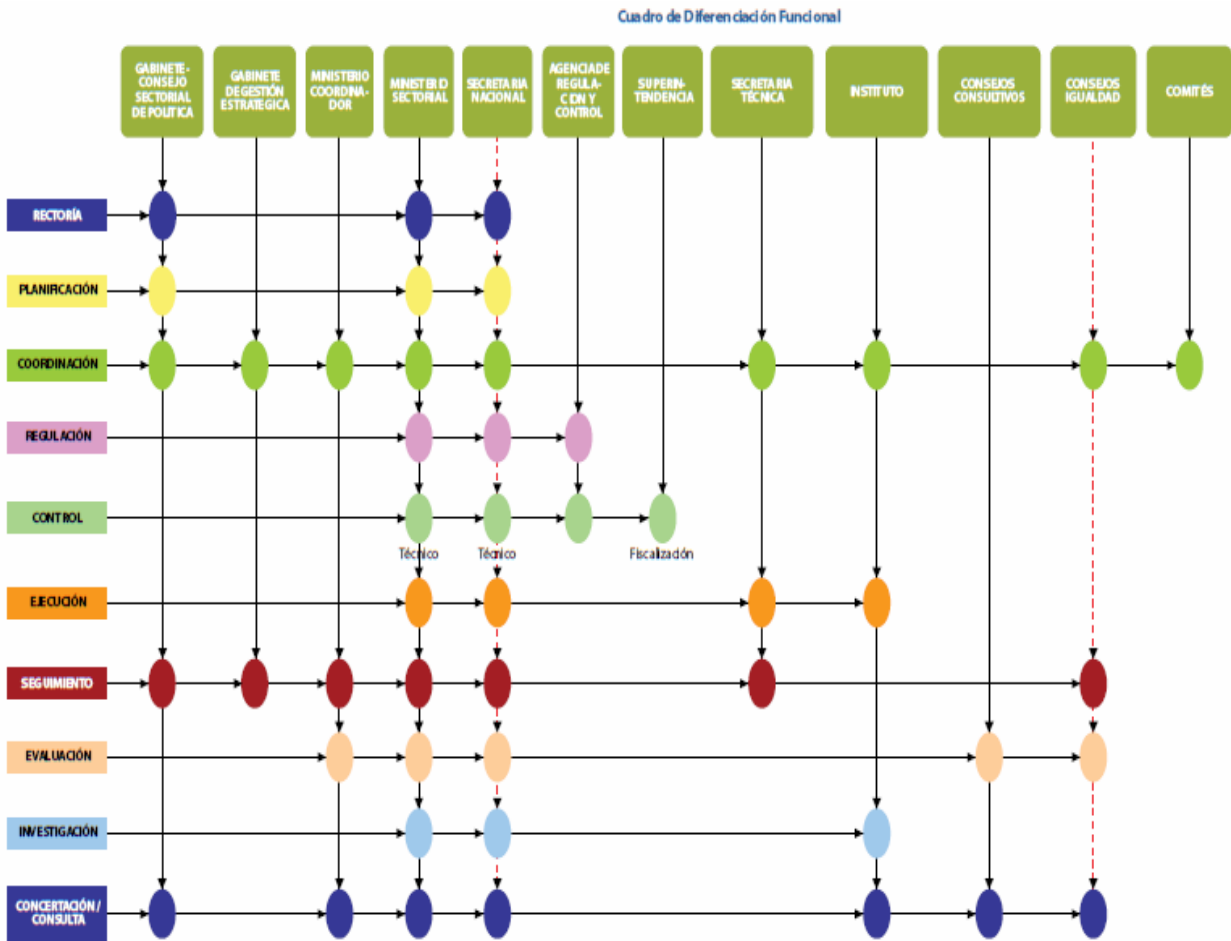 Cuadro de Diferenciación Funcional
GABINETE-
CONSEJO
SECTORIAL
DE POLÍTICA
GABINETE
DE GESTIÓN
ESTRATEGICA
MINISTERIO
COORDINA-
DOR
MINISTERIO
SECTORIAL
SECRETARIA
NACIONAL
AGENCIA DE
REGULA-
CION Y
CONTROL
SUPERIN-
TENDENCIA
SECRETARIA
TÉCNICA
INSTITUTO
CONSEJOS
CONSULTIVOS
CONSEJOS
IGUALDAD
COMITÉS
RECTORÍA
PLANIFICACIÓN
COORDINACIÓN
REGULACIÓN
CONTROL
Técnico
Técnico
Fiscalización
EJECUCIÓN
SEGUIMIENTO
EVALUACIÓN
INVESTIGACIÓN
CONCERTACIÓN /
CONSULTA